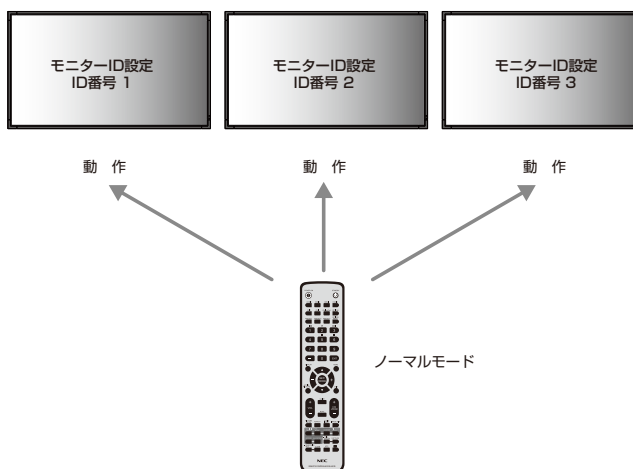 モニターID設定
ID番号 1
モニターID設定
ID番号 2
モニターID設定
ID番号 3
動 作
動 作
動 作
ノーマルモード
NEC